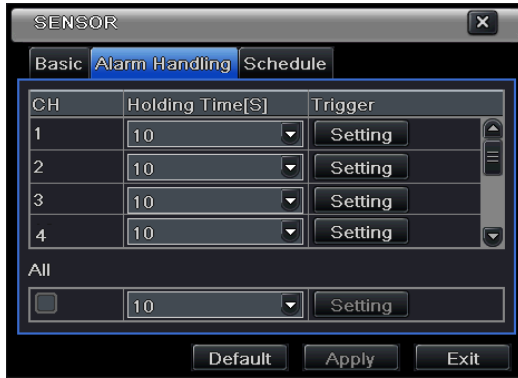 SENSOR
Basic Alarm Handling Schedule
CH Holding Time[S] Trigger
1 10 Setting
2 10 Setting
3 10 Setting
4 10 Setting
All
10 Setting
Default Apply Exit